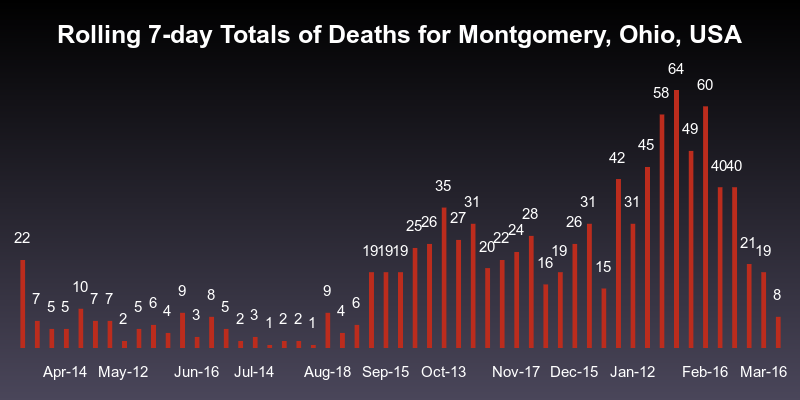 Rolling 7-day Totals of Deaths for Montgomery, Ohio, USA
22 7 5 5 10 7 7 2 5 6 4 9 3 8 5 2 3 1 2 2 1 9 4 6 19 19 19 25 26 35 27 31 20 22 24 28 16 19 26 31 15 42 31 45 58 64 49 60 40 40 21 19 8
Apr-14 May-12 Jun-16 Jul-14 Aug-18 Sep-15 Oct-13 Nov-17 Dec-15 Jan-12 Feb-16 Mar-16